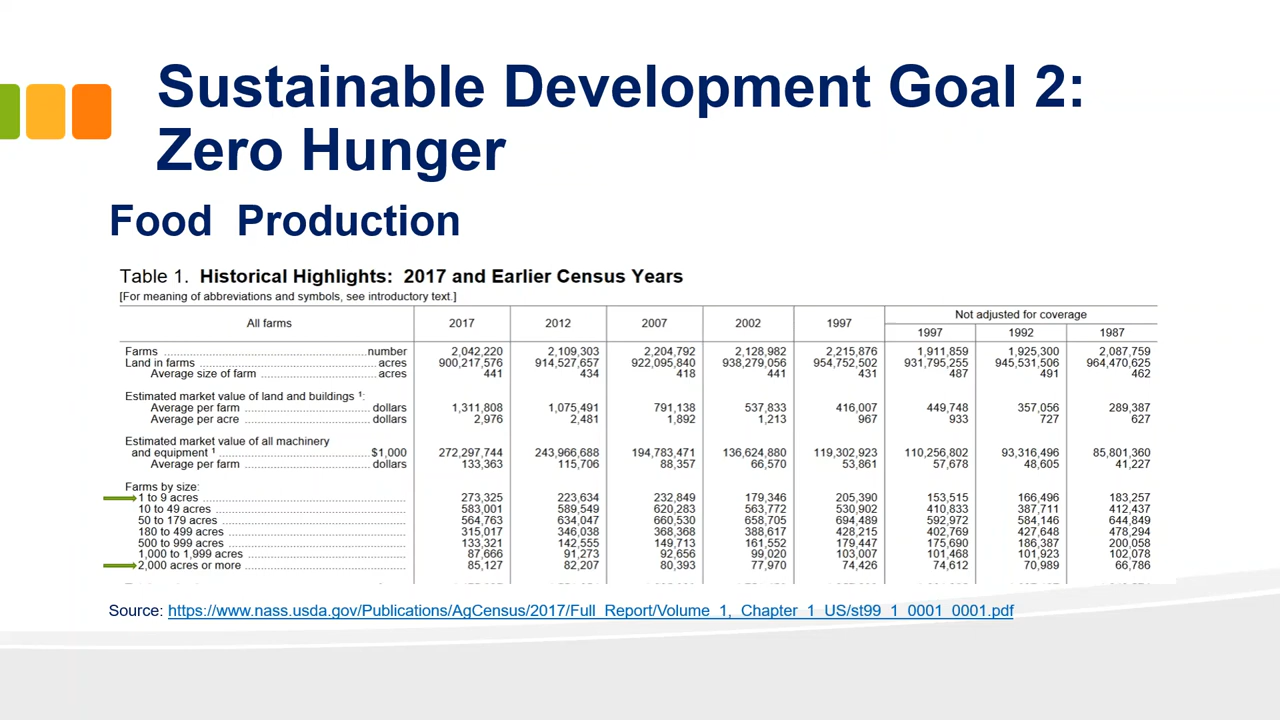 Sustainable Development Goal 2:
Zero Hunger
Food Production
Table 1. Historical Highlights: 2017 and Earlier Census Years
[For meaning of abbreviations and symbols, see introductory text.]
All farms 2017 2012 2007 2002 1997 Not adjusted for coverage
1997 1992 1987
Farms number 2,042,220 2,109,303 2,204,792 2,128,982 2,215,876 1,911,859 1,925,300 2,087,759
Land in farms acres 900,217,576 914,527,657 922,095,840 938,279,056 954,752,502 931,795,255 945,531,506 964,470,625
Average size of farm acres 441 434 418 441 431 487 491 462
Estimated market value of land and buildings ¹:
Average per farm dollars 1,311,808 1,075,491 791,138 537,833 416,007 449,748 357,056 289,387
Average per acre dollars 2,976 2,481 1,892 1,213 967 933 727 627
Estimated market value of all machinery
and equipment ¹ $1,000 272,297,744 243,966,688 194,783,471 136,624,880 119,302,923 110,256,802 93,316,496 85,801,360
Average per farm dollars 133,363 115,706 88,357 66,570 53,861 57,678 48,605 41,227
Farms by size:
1 to 9 acres 273,325 223,634 232,849 179,346 205,390 153,515 166,496 183,257
10 to 49 acres 583,001 589,549 620,283 563,772 530,902 410,833 387,711 412,437
50 to 179 acres 564,763 634,047 660,530 658,705 694,489 592,972 584,146 644,849
180 to 499 acres 315,017 346,038 368,368 388,617 428,215 402,769 427,648 478,294
500 to 999 acres 133,321 142,555 149,713 161,552 179,447 175,690 186,387 200,058
1,000 to 1,999 acres 87,666 91,273 92,656 99,020 103,007 101,468 101,923 102,078
2,000 acres or more 85,127 82,207 80,393 77,970 74,426 74,612 70,989 66,786
Source: https://www.nass.usda.gov/Publications/AgCensus/2017/Full_Report/Volume_1,_Chapter_1_US/st99_1_0001_0001.pdf